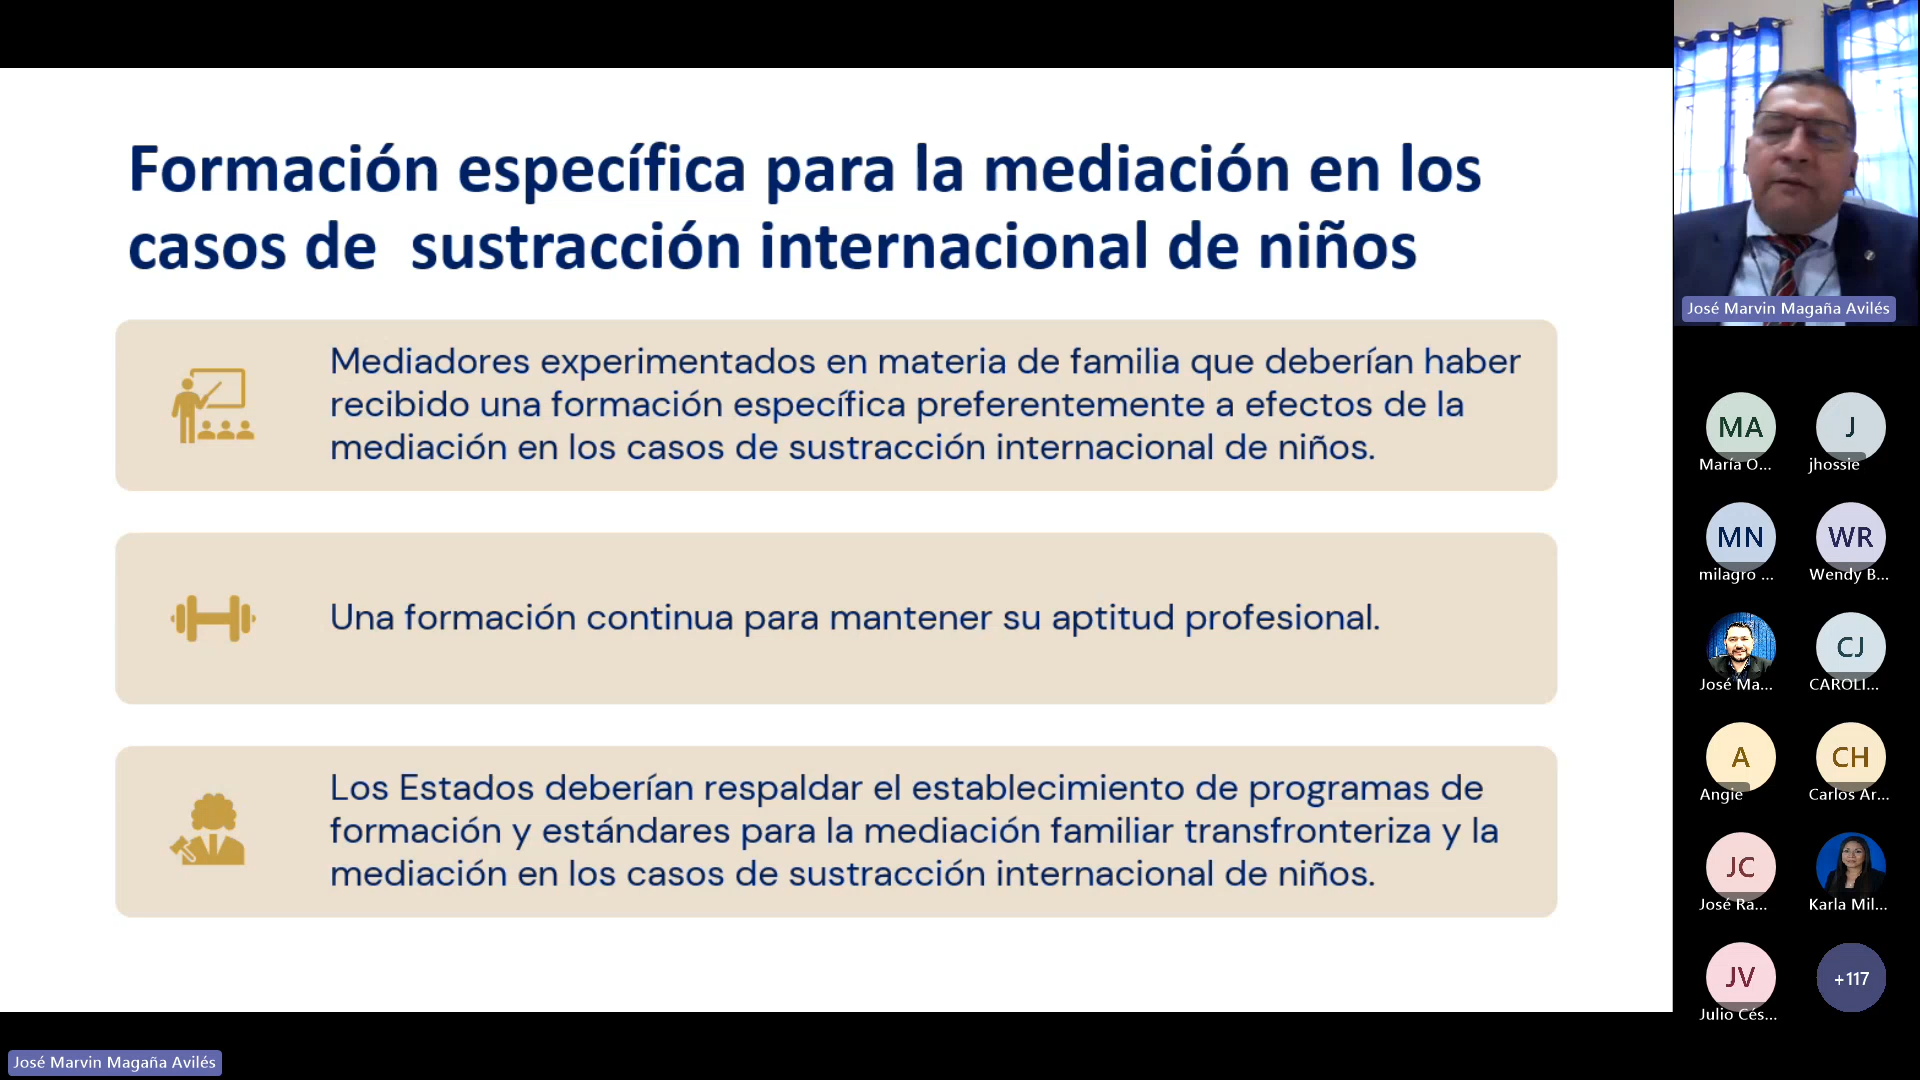 Formación específica para la mediación en los
casos de  sustracción internacional de niños
Mediadores experimentados en materia de familia que deberían haber
recibido una formación específica preferentemente a efectos de la
mediación en los casos de sustracción internacional de niños.
Una formación continua para mantener su aptitud profesional.
Los Estados deberían respaldar el establecimiento de programas de
formación y estándares para la mediación familiar transfronteriza y la
mediación en los casos de sustracción internacional de niños.
José Marvin Magaña Avilés
MA
María O...
J
jhossie
MN
milagro ...
WR
Wendy B...
José Ma...
CJ
CAROLI...
A
Angie
CH
Carlos Ar...
JC
José Ra...
Karla Mil...
JV
Julio Cés...
+117
José Marvin Magaña Avilés